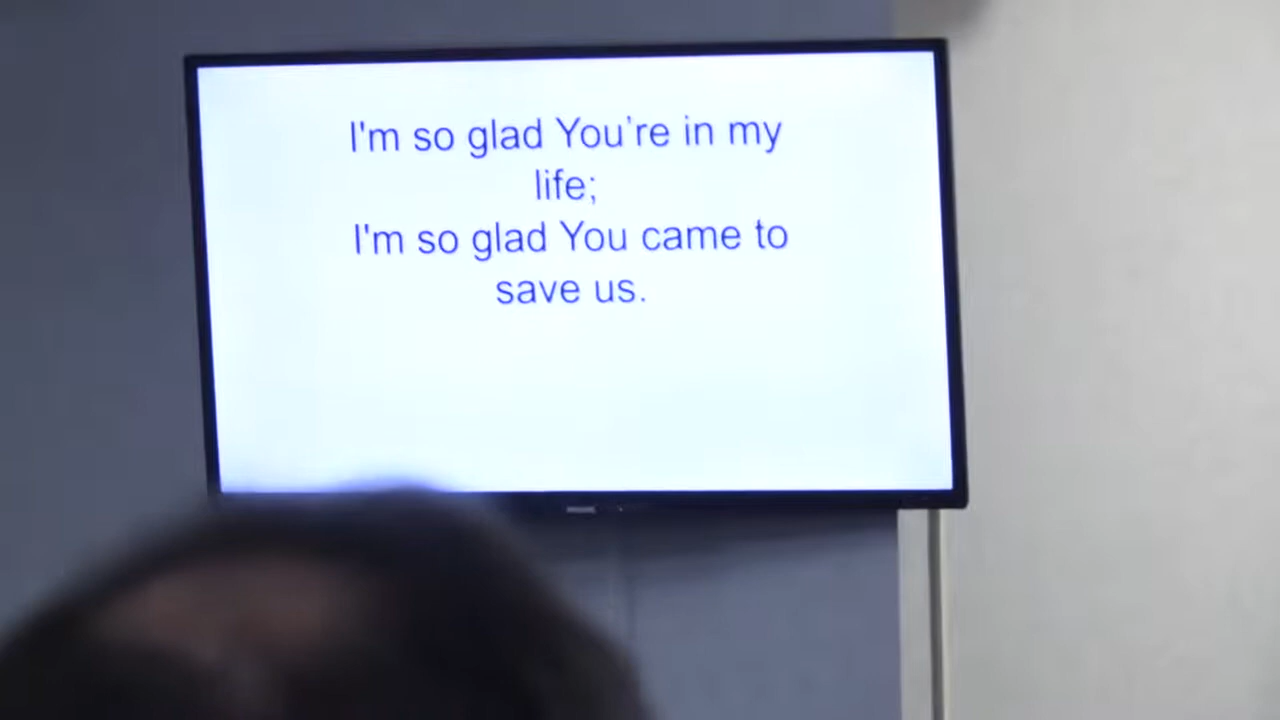 I'm so glad You’re in my
life;
I'm so glad You came to
save us.